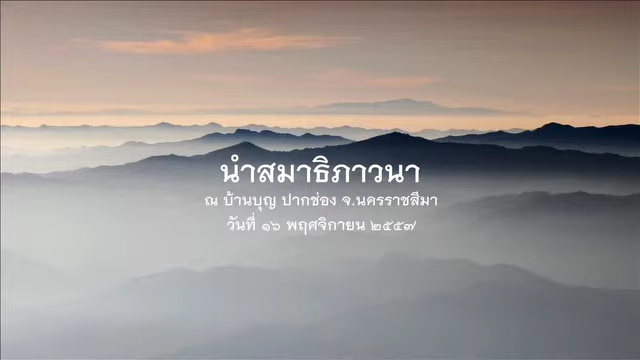 นำสมาธิภาวนา
ณ บ้านบุญ ปากช่อง จ.นครราชสีมา
วันที่ ๑๖ พฤศจิกายน ๒๕๕๗